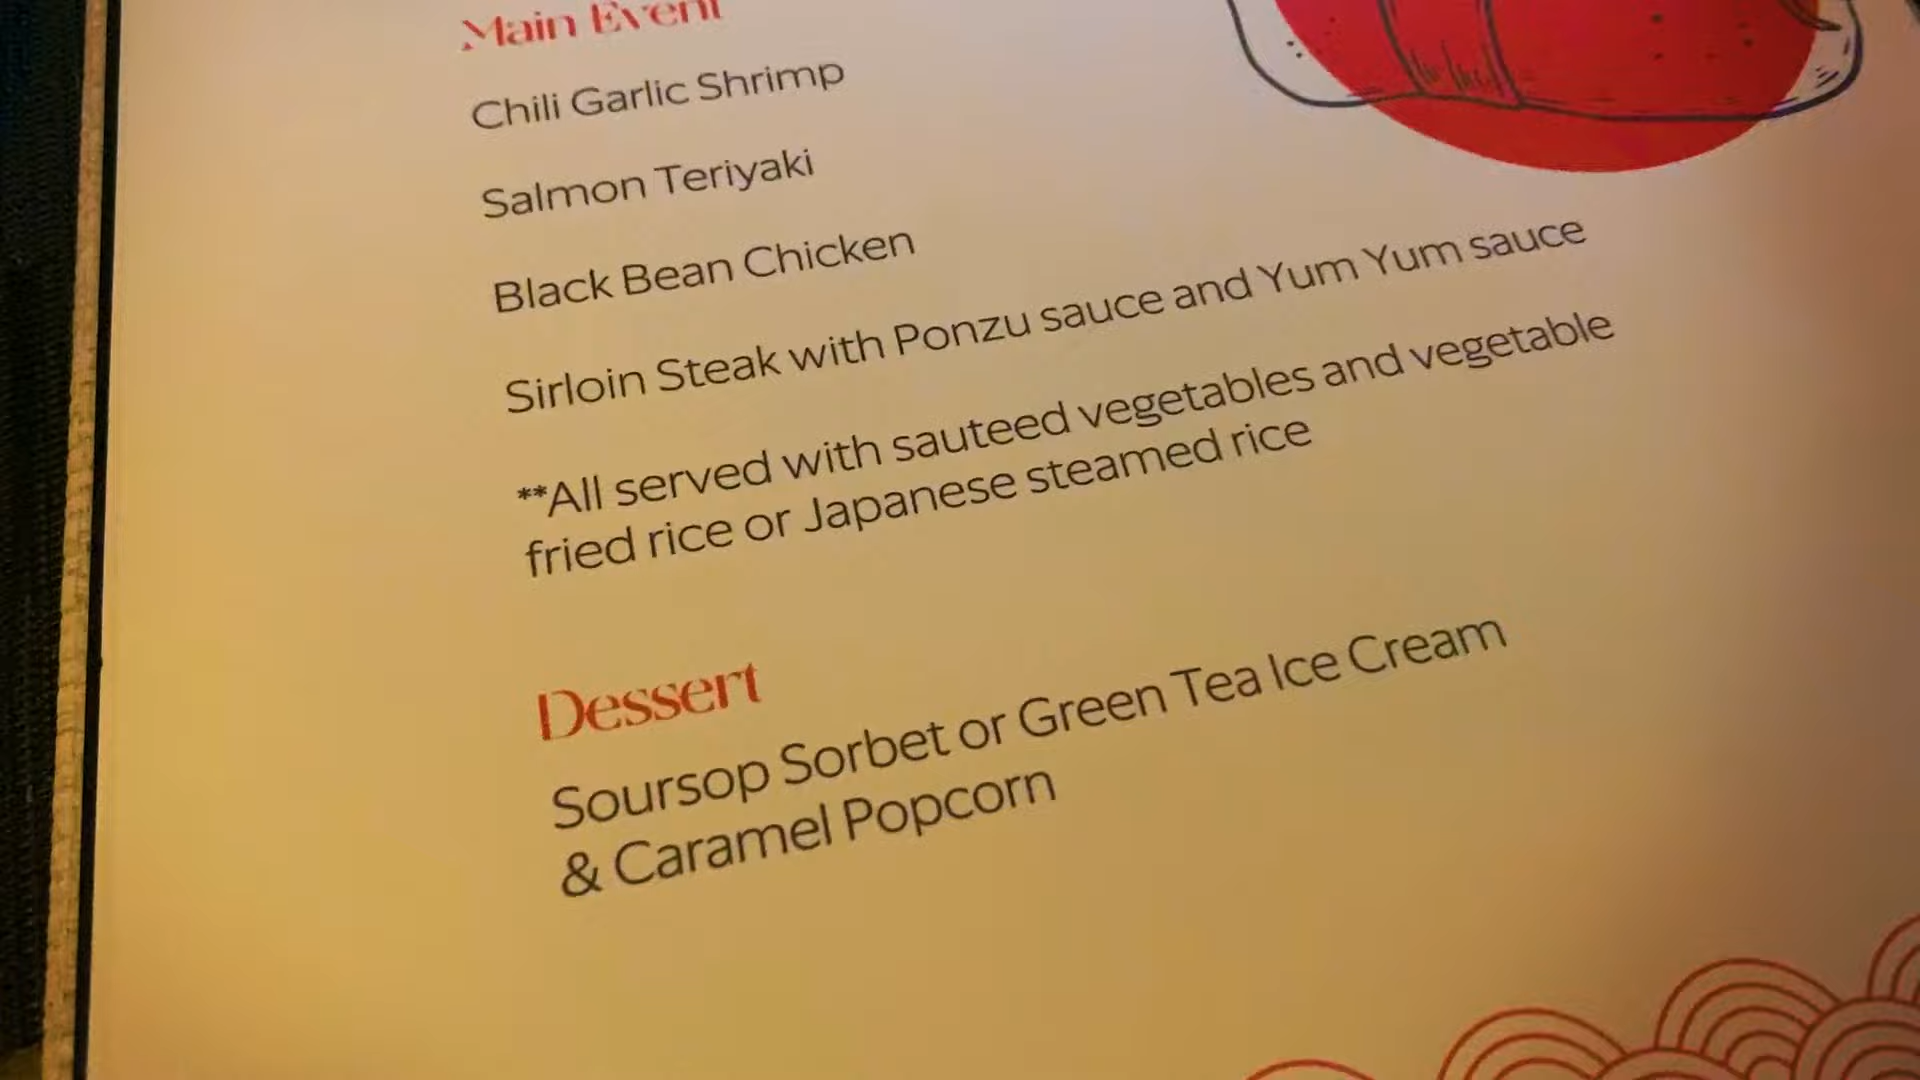 Main Event
Chili Garlic Shrimp
Salmon Teriyaki
Black Bean Chicken
Sirloin Steak with Ponzu sauce and Yum Yum sauce
**All served with sauteed vegetables and vegetable
fried rice or Japanese steamed rice
Dessert
Soursop Sorbet or Green Tea Ice Cream
& Caramel Popcorn